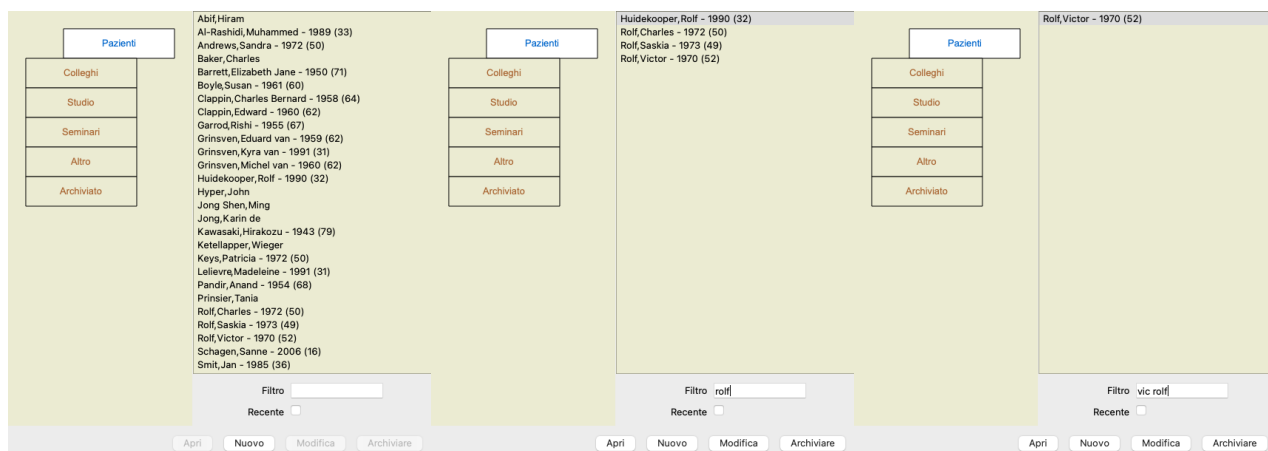 Pazienti
Colleghi
Studio
Seminari
Altro
Archiviato
Abif,Hiram
Al-Rashidi,Muhammed - 1989 (33)
Andrews,Sandra - 1972 (50)
Baker,Charles
Barrett,Elizabeth Jane - 1950 (71)
Boyle,Susan - 1961 (60)
Clappin,Charles Bernard - 1958 (64)
Clappin,Edward - 1960 (62)
Garrod,Rishi - 1955 (67)
Grinsven,Eduard van - 1959 (62)
Grinsven,Kyra van - 1991 (31)
Grinsven,Michel van - 1960 (62)
Huidekooper,Rolf - 1990 (32)
Hyper,John
Jong Shen,Ming
Jong,Karin de
Kawasaki,Hirakozu - 1943 (79)
Ketellapper,Wieger
Keys,Patricia - 1972 (50)
Lelievre,Madeleine - 1991 (31)
Pandir,Anand - 1954 (68)
Prinsier,Tania
Rolf,Charles - 1972 (50)
Rolf,Saskia - 1973 (49)
Rolf,Victor - 1970 (52)
Schagen,Sanne - 2006 (16)
Smit,Jan - 1985 (36)
Filtro
Recente
Apri Nuovo Modifica Archiviare
Pazienti
Colleghi
Studio
Seminari
Altro
Archiviato
Huidekooper,Rolf - 1990 (32)
Rolf,Charles - 1972 (50)
Rolf,Saskia - 1973 (49)
Rolf,Victor - 1970 (52)
Filtro rolf
Recente
Apri Nuovo Modifica Archiviare
Pazienti
Colleghi
Studio
Seminari
Altro
Archiviato
Rolf,Victor - 1970 (52)
Filtro vic rolf
Recente
Apri Nuovo Modifica Archiviare